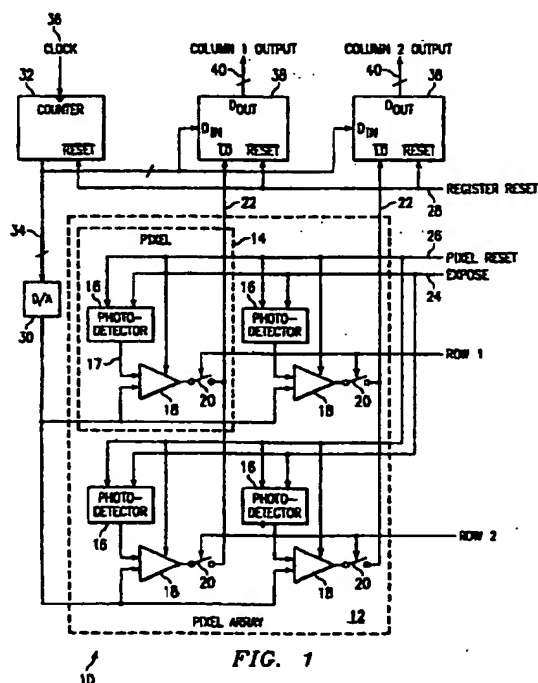 36
CLOCK
COLUMN 1 OUTPUT
COLUMN 2 OUTPUT
32
40
38
40
38
COUNTER
RESET
DOUT
DIN
LD
RESET
DOUT
DIN
LD
RESET
REGISTER RESET
28
22
22
34
PIXEL
14
26
PIXEL RESET
EXPOSE
24
D/A
30
16
PHOTO-
DETECTOR
16
PHOTO-
DETECTOR
17
ROW 1
18
20
18
20
PHOTO-
DETECTOR
16
16
PHOTO-
DETECTOR
ROW 2
18
20
18
20
PIXEL ARRAY
12
10
FIG. 1